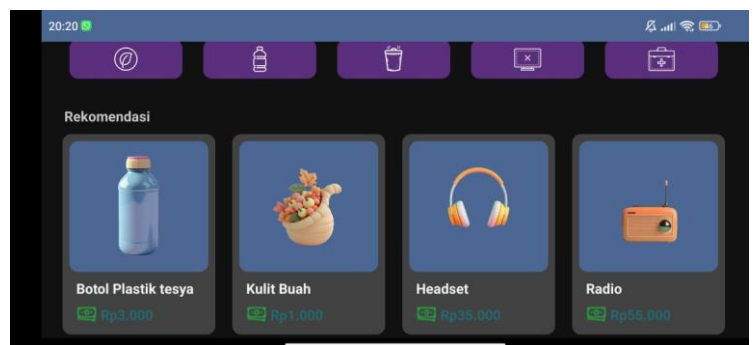 20:20
Rekomendasi
Botol Plastik tesya
Kulit Buah
Headset
Radio
Rp3.000
Rp1.000
Rp35.000
Rp55.000